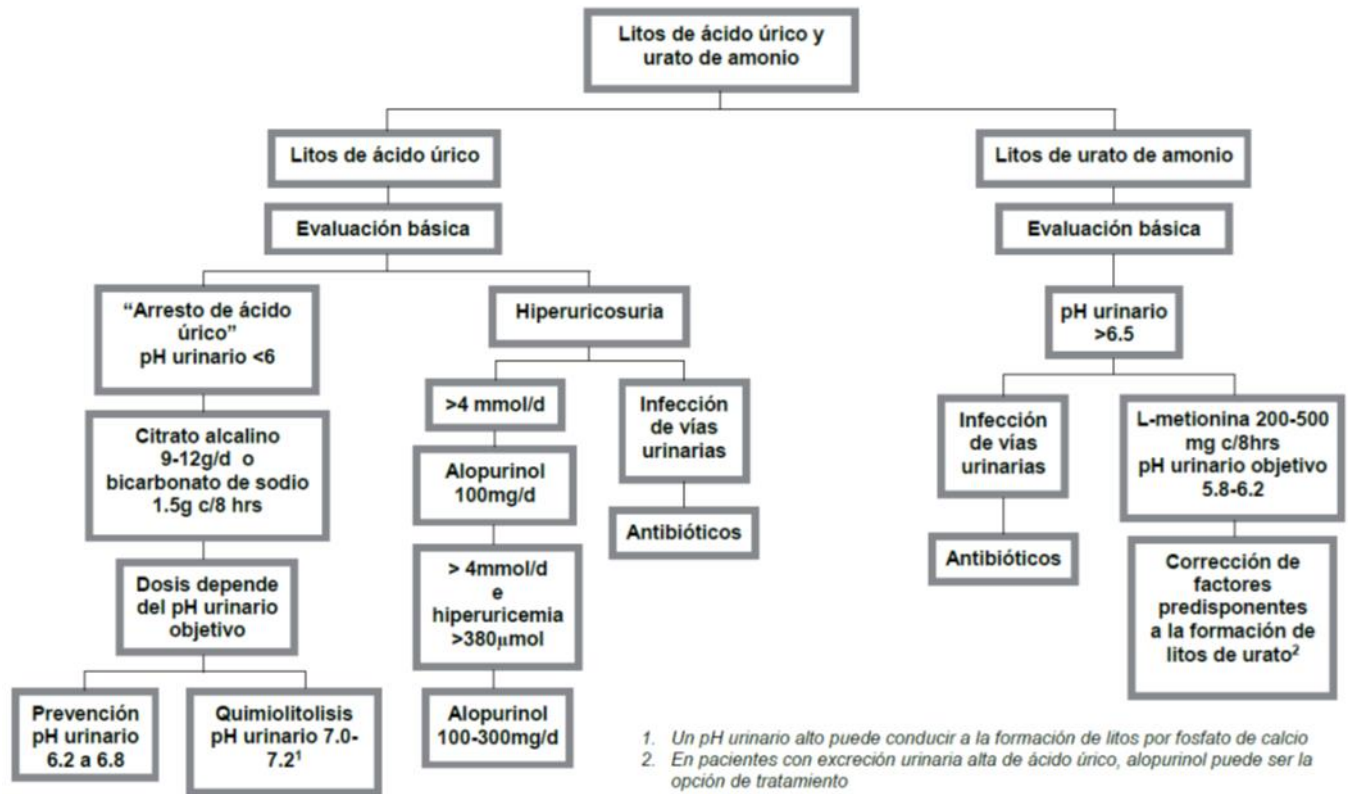 Litos de ácido úrico y
urato de amonio
Litos de ácido úrico
Litos de urato de amonio
Evaluación básica
Evaluación básica
“Arresto de ácido
úrico”
pH urinario <6
Hiperuricosuria
pH urinario
>6.5
Citrato alcalino
9-12g/d o
bicarbonato de sodio
1.5g c/8 hrs
>4 mmol/d
Infección
de vías
urinarias
Alopurinol
100mg/d
Antibióticos
Infección
de vías
urinarias
L-metionina 200-500
mg c/8hrs
pH urinario objetivo
5.8-6.2
Antibióticos
Corrección de
factores
predisponentes
a la formación de
litos de urato2
Dosis depende
del pH urinario
objetivo
> 4mmol/d
e
hiperuricemia
>380μmol
Prevención
pH urinario
6.2 a 6.8
Quimiolitolisis
pH urinario 7.0-
7.21
Alopurinol
100-300mg/d
1. Un pH urinario alto puede conducir a la formación de litos por fosfato de calcio
2. En pacientes con excreción urinaria alta de ácido úrico, alopurinol puede ser la
opción de tratamiento